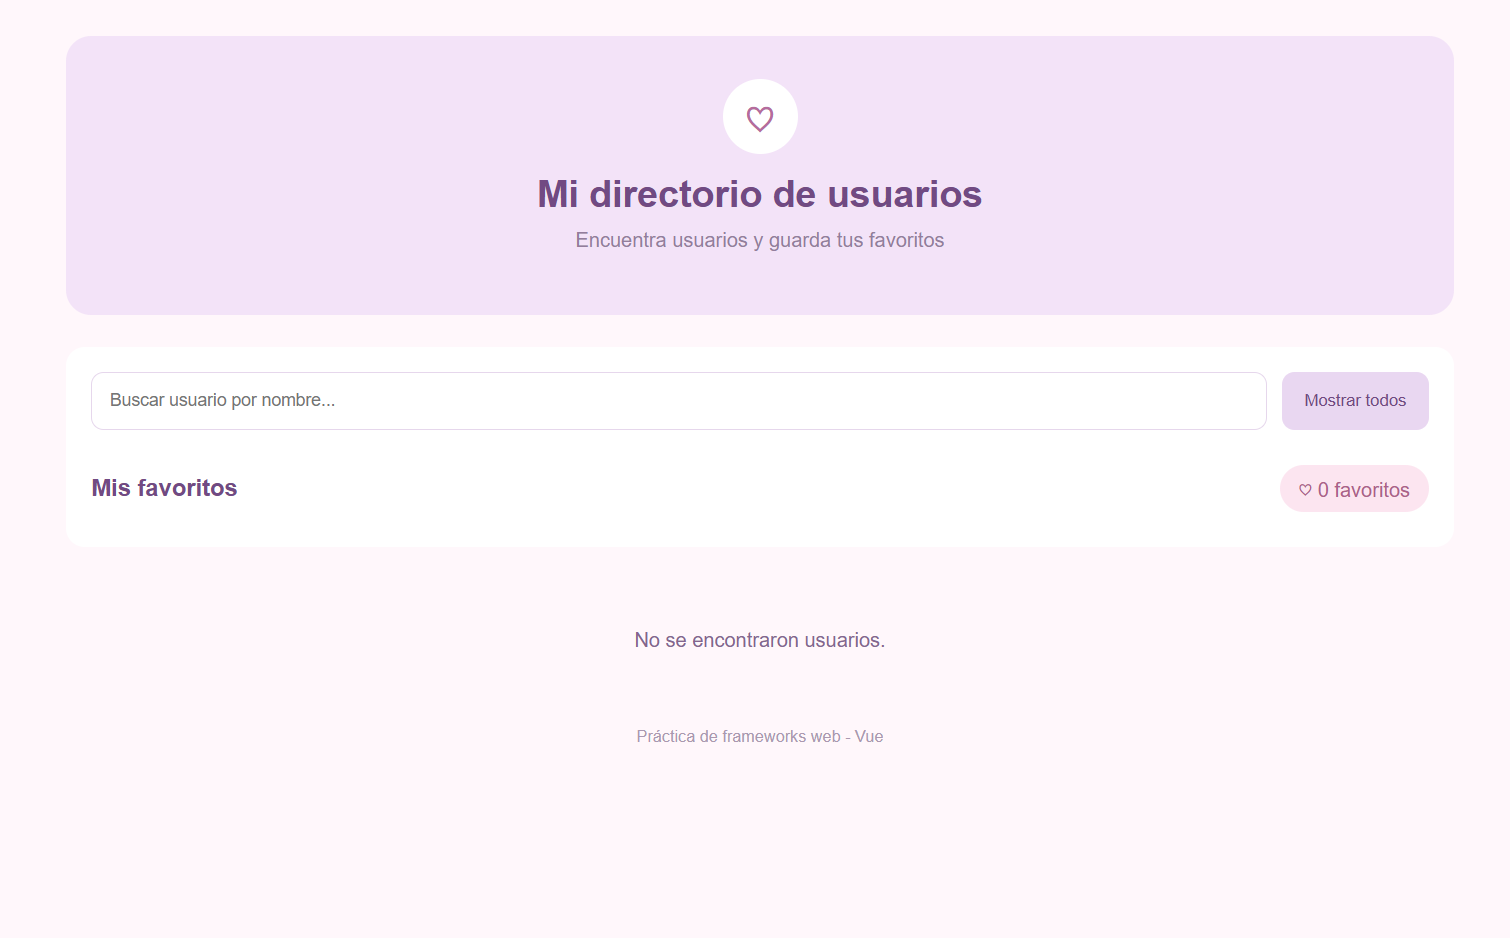 Mi directorio de usuarios
Encuentra usuarios y guarda tus favoritos
Buscar usuario por nombre...
Mostrar todos
Mis favoritos
♡ 0 favoritos
No se encontraron usuarios.
Práctica de frameworks web - Vue